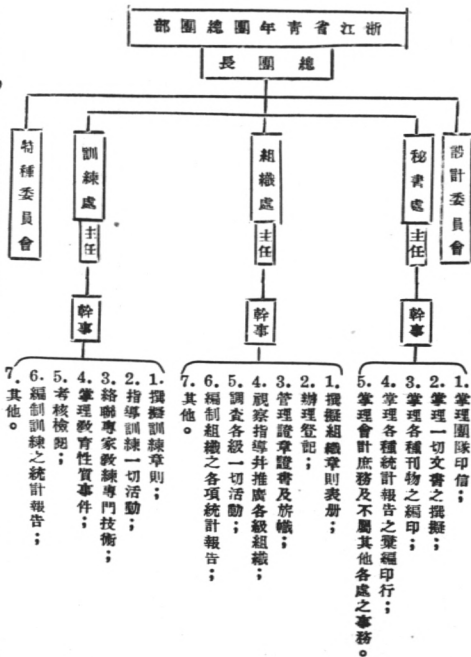 浙江省青年團總團部
總團長
設計委員會
秘書處
主任
幹事
1.掌理團隊印信；
2.掌理一切文書之撰擬；
3.掌理各種刊物之編印；
4.掌理各種統計報告之彙編印行；
5.掌理會計庶務及不屬其他各處之事務。
組織處
主任
幹事
1.撰擬組織章則表册；
2.辦理登記；
3.管理證章證書及旂幟；
4.視察指導并推廣各級組織；
5.調查各級一切活動；
6.編制組織之各項統計報告；
7.其他。
訓練處
主任
幹事
1.撰擬訓練章則；
2.指導訓練一切活動；
3.絡聯專家教練專門技術；
4.掌理教育性質事件；
5.考核檢閱；
6.編制訓練之統計報告；
7.其他。
特種委員會